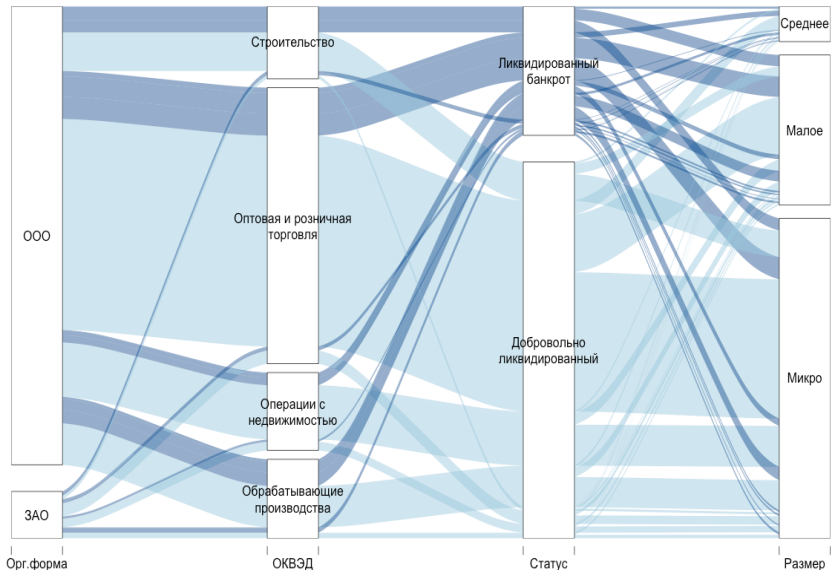 ООО
ЗАО
Орг.форма
Строительство
Оптовая и розничная
торговля
Операции с
недвижимостью
Обрабатывающие
производства
ОКВЭД
Ликвидированный
банкрот
Добровольно
ликвидированный
Статус
Среднее
Малое
Микро
Размер